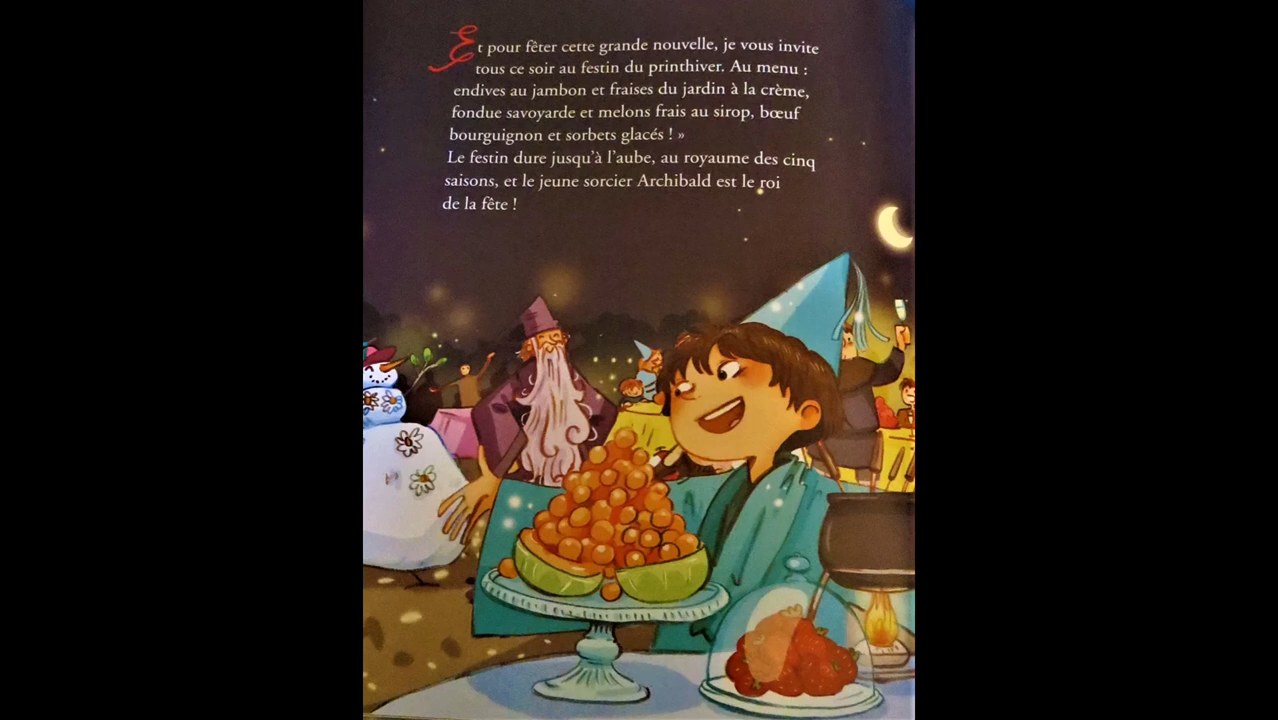 Et pour fêter cette grande nouvelle, je vous invite
tous ce soir au festin du printhiver. Au menu :
endives au jambon et fraises du jardin à la crème,
fondue savoyarde et melons frais au sirop, bœuf
bourguignon et sorbets glacés ! »
Le festin dure jusqu'à l'aube, au royaume des cinq
saisons, et le jeune sorcier Archibald est le roi
de la fête !